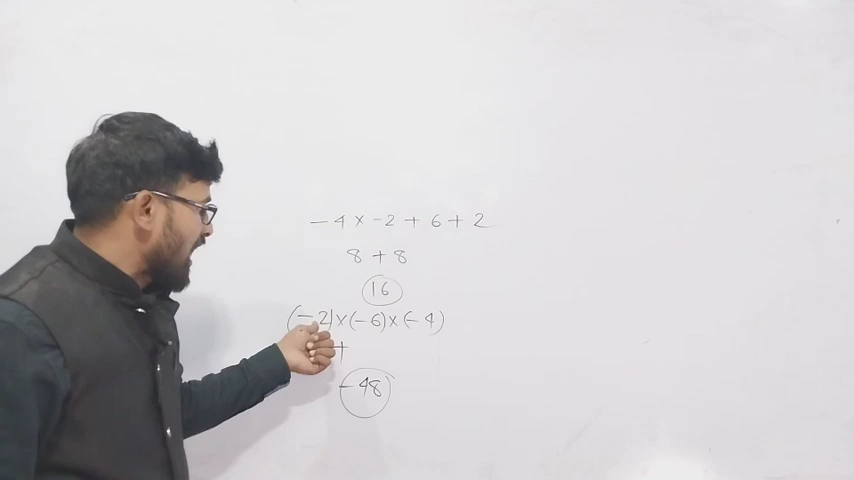 - 4 x - 2 + 6 + 2
8 + 8
16
(-2) x (-6) x (-4)
+
- 48